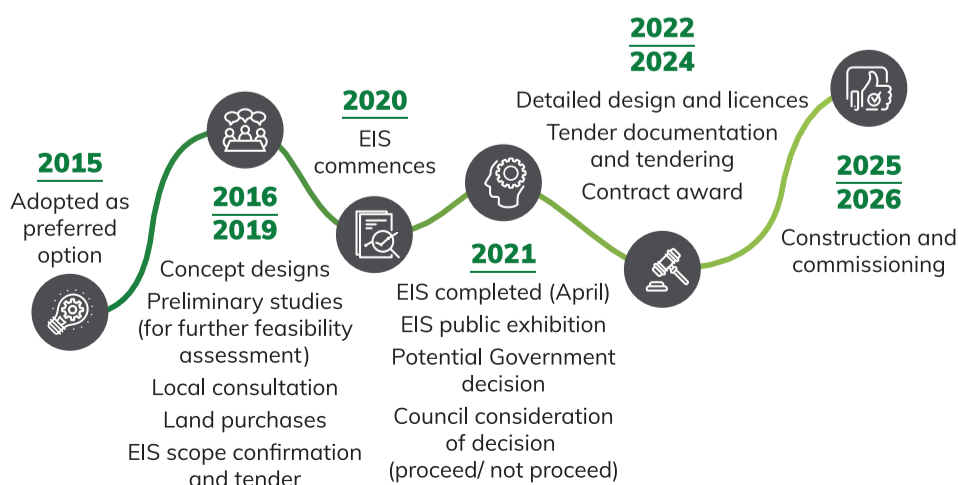 2015
Adopted as
preferred
option
2016
2019
Concept designs
Preliminary studies
(for further feasibility
assessment)
Local consultation
Land purchases
EIS scope confirmation
and tender
2020
EIS
commences
2021
EIS completed (April)
EIS public exhibition
Potential Government
decision
Council consideration
of decision
(proceed/ not proceed)
2022
2024
Detailed design and licences
Tender documentation
and tendering
Contract award
2025
2026
Construction and
commissioning